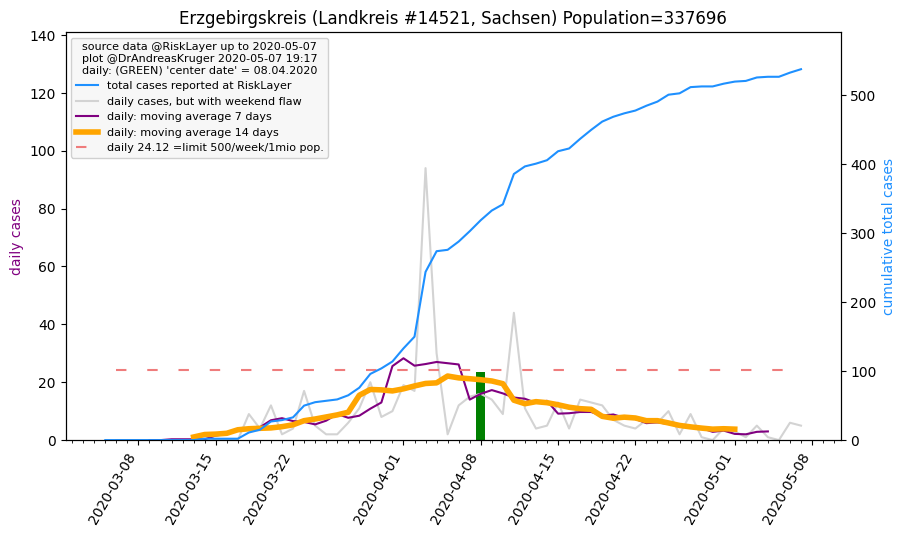 Erzgebirgskreis (Landkreis #14521, Sachsen) Population=337696
source data @RiskLayer up to 2020-05-07
plot @DrAndreasKruger 2020-05-07 19:17
daily: (GREEN) 'center date' = 08.04.2020
total cases reported at RiskLayer
daily cases, but with weekend flaw
daily: moving average 7 days
daily: moving average 14 days
daily 24.12 =limit 500/week/1mio pop.
daily cases
140
120
100
80
60
40
20
0
cumulative total cases
500
400
300
200
100
0
2020-03-08
2020-03-15
2020-03-22
2020-04-01
2020-04-08
2020-04-15
2020-04-22
2020-05-01
2020-05-08